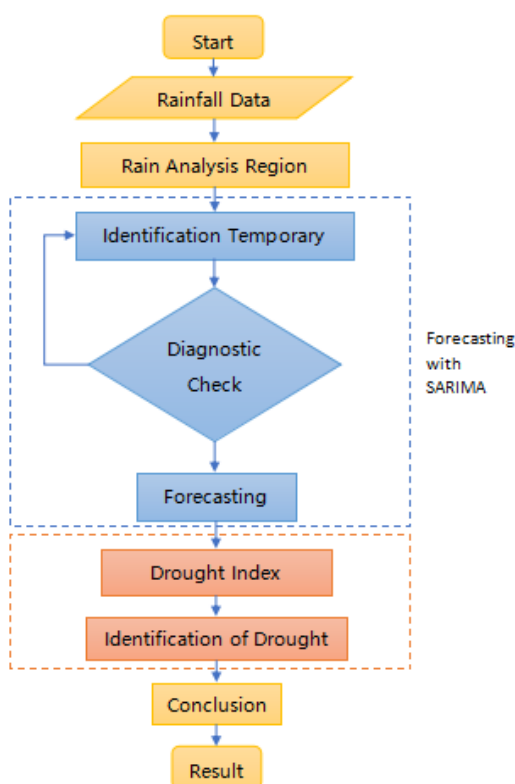 Start
Rainfall Data
Rain Analysis Region
Identification Temporary
Diagnostic
Check
Forecasting
with
SARIMA
Forecasting
Drought Index
Identification of Drought
Conclusion
Result